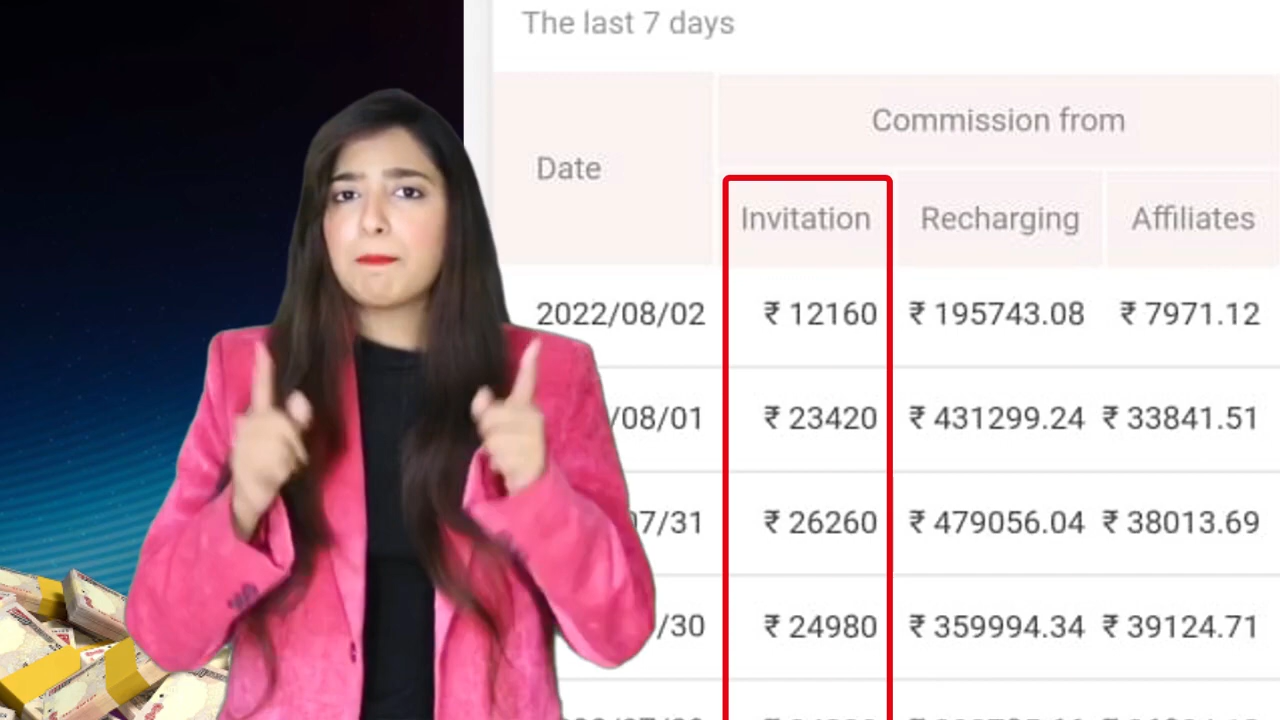 The last 7 days
Date
Commission from
Invitation Recharging Affiliates
2022/08/02 ₹ 12160 ₹ 195743.08 ₹ 7971.12
/08/01 ₹ 23420 ₹ 431299.24 ₹ 33841.51
07/31 ₹ 26260 ₹ 479056.04 ₹ 38013.69
/30 ₹ 24980 ₹ 359994.34 ₹ 39124.71